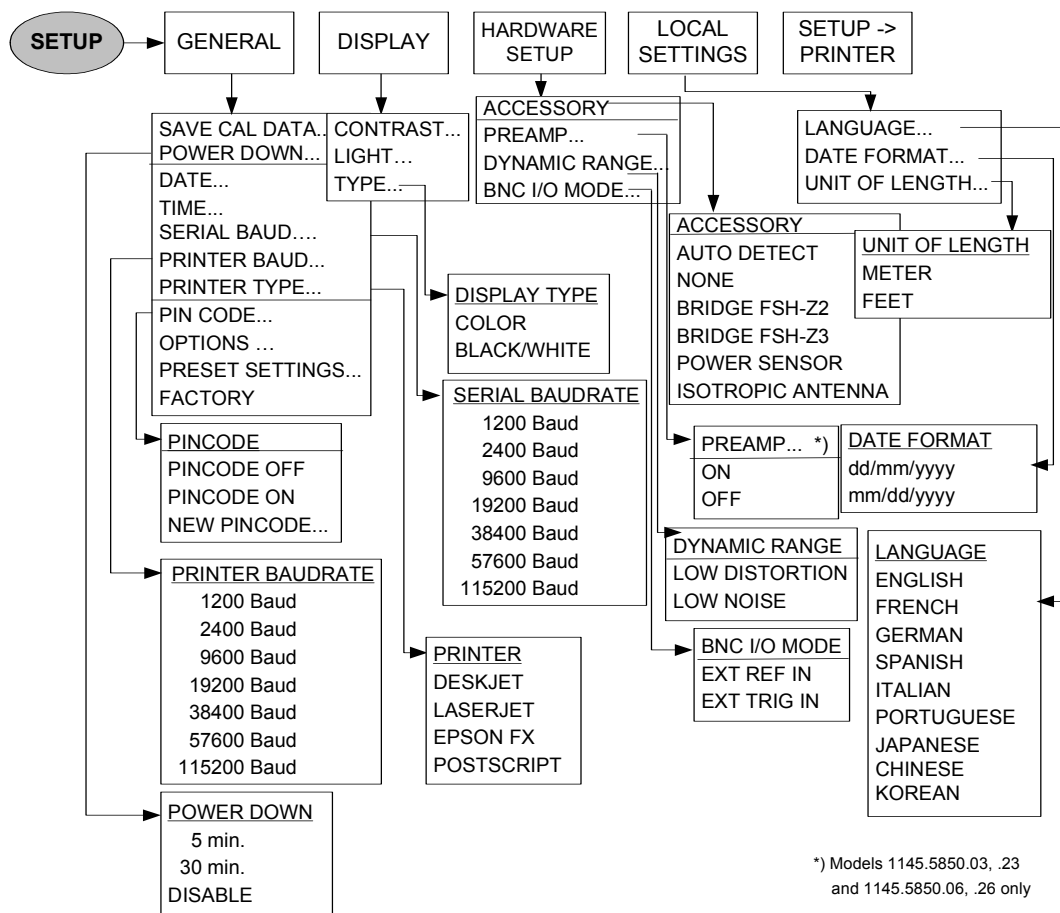 SETUP
GENERAL
DISPLAY
HARDWARE
SETUP
LOCAL
SETTINGS
SETUP ->
PRINTER
SAVE CAL DATA..
POWER DOWN...
DATE...
TIME...
SERIAL BAUD....
PRINTER BAUD...
PRINTER TYPE...
PIN CODE...
OPTIONS ...
PRESET SETTINGS...
FACTORY
CONTRAST...
LIGHT...
TYPE...
ACCESSORY
PREAMP...
DYNAMIC RANGE...
BNC I/O MODE...
LANGUAGE...
DATE FORMAT...
UNIT OF LENGTH...
ACCESSORY
AUTO DETECT
NONE
BRIDGE FSH-Z2
BRIDGE FSH-Z3
POWER SENSOR
ISOTROPIC ANTENNA
UNIT OF LENGTH
METER
FEET
DISPLAY TYPE
COLOR
BLACK/WHITE
SERIAL BAUDRATE
1200 Baud
2400 Baud
9600 Baud
19200 Baud
38400 Baud
57600 Baud
115200 Baud
PINCODE
PINCODE OFF
PINCODE ON
NEW PINCODE...
PREAMP... *)
ON
OFF
DATE FORMAT
dd/mm/yyyy
mm/dd/yyyy
DYNAMIC RANGE
LOW DISTORTION
LOW NOISE
LANGUAGE
ENGLISH
FRENCH
GERMAN
SPANISH
ITALIAN
PORTUGUESE
JAPANESE
CHINESE
KOREAN
PRINTER BAUDRATE
1200 Baud
2400 Baud
9600 Baud
19200 Baud
38400 Baud
57600 Baud
115200 Baud
PRINTER
DESKJET
LASERJET
EPSON FX
POSTSCRIPT
BNC I/O MODE
EXT REF IN
EXT TRIG IN
POWER DOWN
5 min.
30 min.
DISABLE
*) Models 1145.5850.03, .23
and 1145.5850.06, .26 only